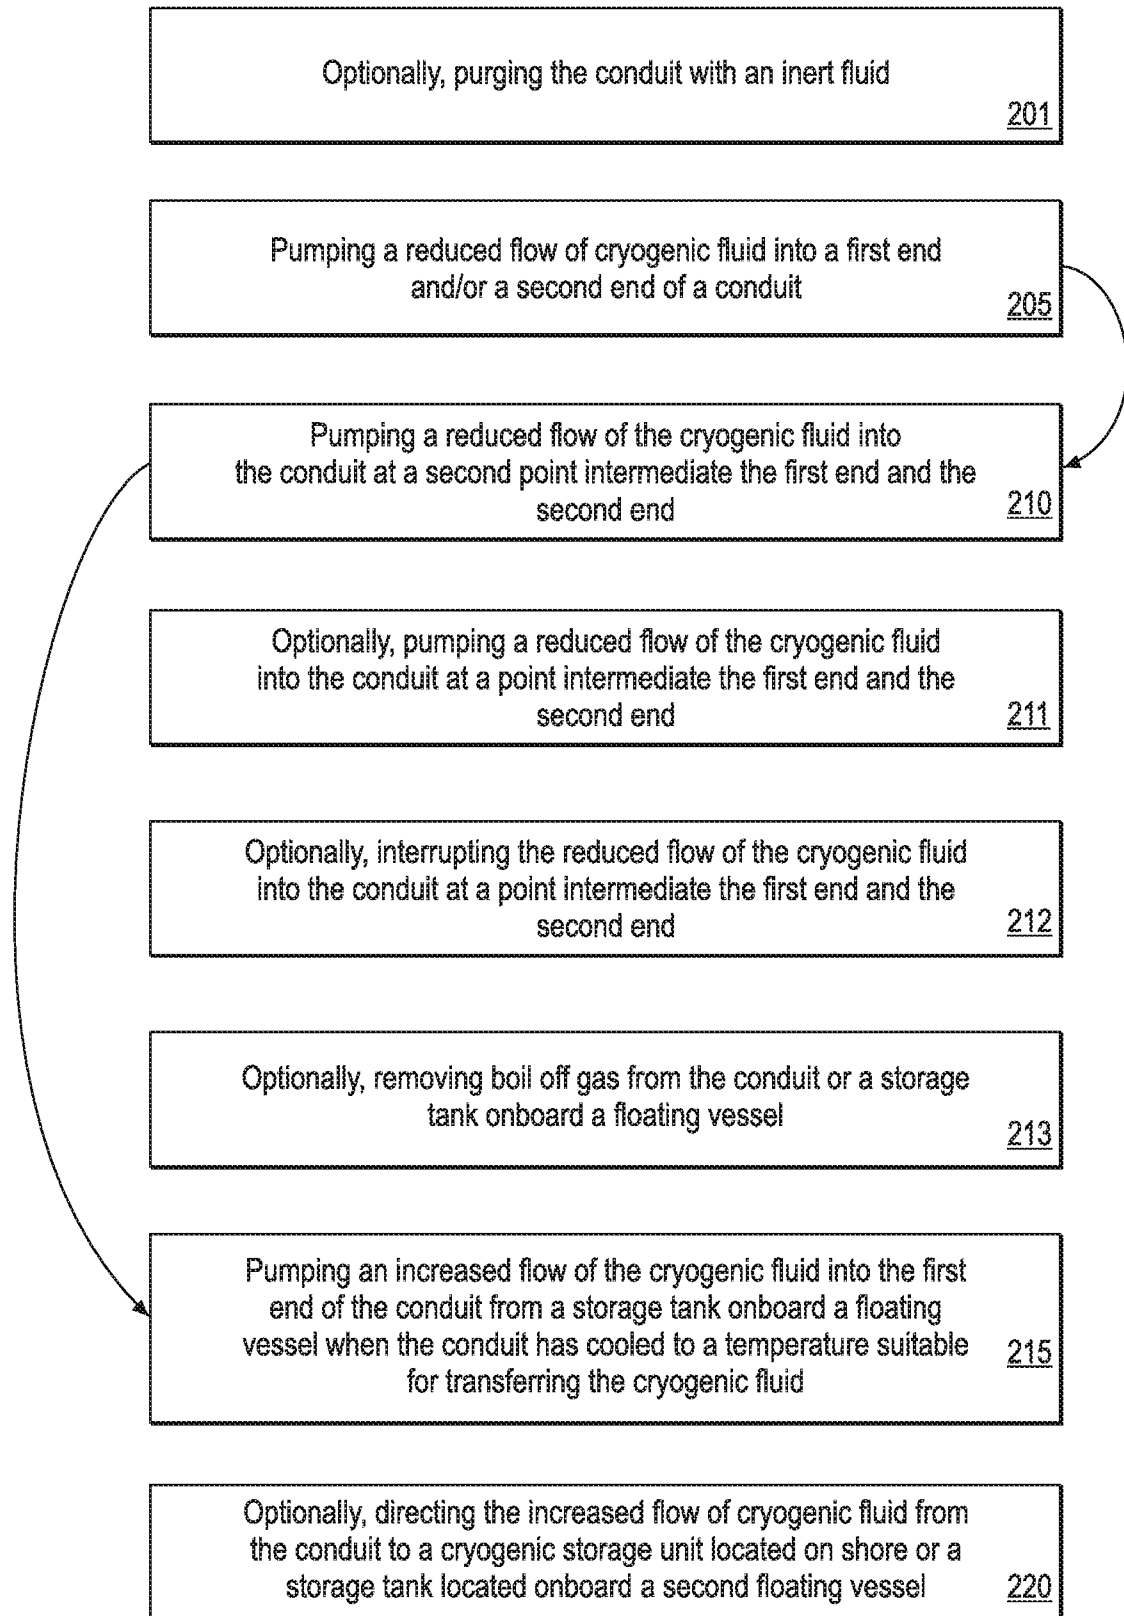 Optionally, purging the conduit with an inert fluid
201
Pumping a reduced flow of cryogenic fluid into a first end
and/or a second end of a conduit
205
Pumping a reduced flow of the cryogenic fluid into
the conduit at a second point intermediate the first end and the
second end
210
Optionally, pumping a reduced flow of the cryogenic fluid
into the conduit at a point intermediate the first end and the
second end
211
Optionally, interrupting the reduced flow of the cryogenic fluid
into the conduit at a point intermediate the first end and the
second end
212
Optionally, removing boil off gas from the conduit or a storage
tank onboard a floating vessel
213
Pumping an increased flow of the cryogenic fluid into the first
end of the conduit from a storage tank onboard a floating
vessel when the conduit has cooled to a temperature suitable
for transferring the cryogenic fluid
215
Optionally, directing the increased flow of cryogenic fluid from
the conduit to a cryogenic storage unit located on shore or a
storage tank located onboard a second floating vessel
220